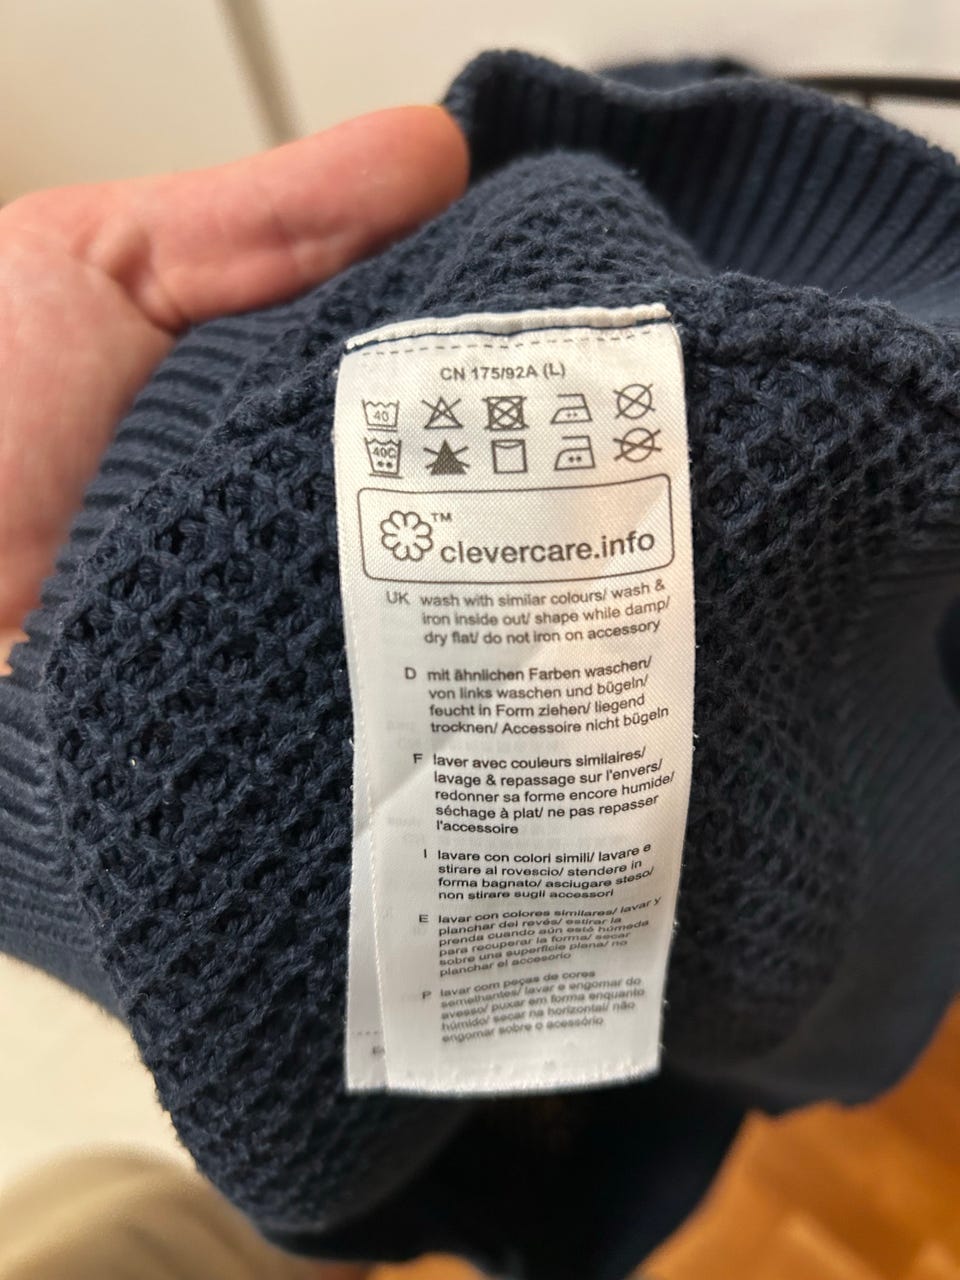 CN 175/92A (L)
40
40C
™
clevercare.info
UK wash with similar colours/ wash &
iron inside out/ shape while damp/
dry flat/ do not iron on accessory
D mit ähnlichen Farben waschen/
von links waschen und bügeln/
feucht in Form ziehen/ liegend
trocknen/ Accessoire nicht bügeln
F laver avec couleurs similaires/
lavage & repassage sur l'envers/
redonner sa forme encore humide/
séchage à plat/ ne pas repasser
l'accessoire
I lavare con colori simili/ lavare e
stirare al rovescio/ stendere in
forma bagnato/ asciugare steso/
non stirare sugli accessori
E lavar con colores similares/ lavar y
planchar del revés/ estirar la
prenda cuando aún esté húmeda
para recuperar la forma/ secar
sobre una superficie plana/ no
planchar el accesorio
P lavar com peças de cores
semelhantes/ lavar e engomar do
avesso/ puxar em forma enquanto
húmido/ secar na horizontal/ não
engomar sobre o acessório